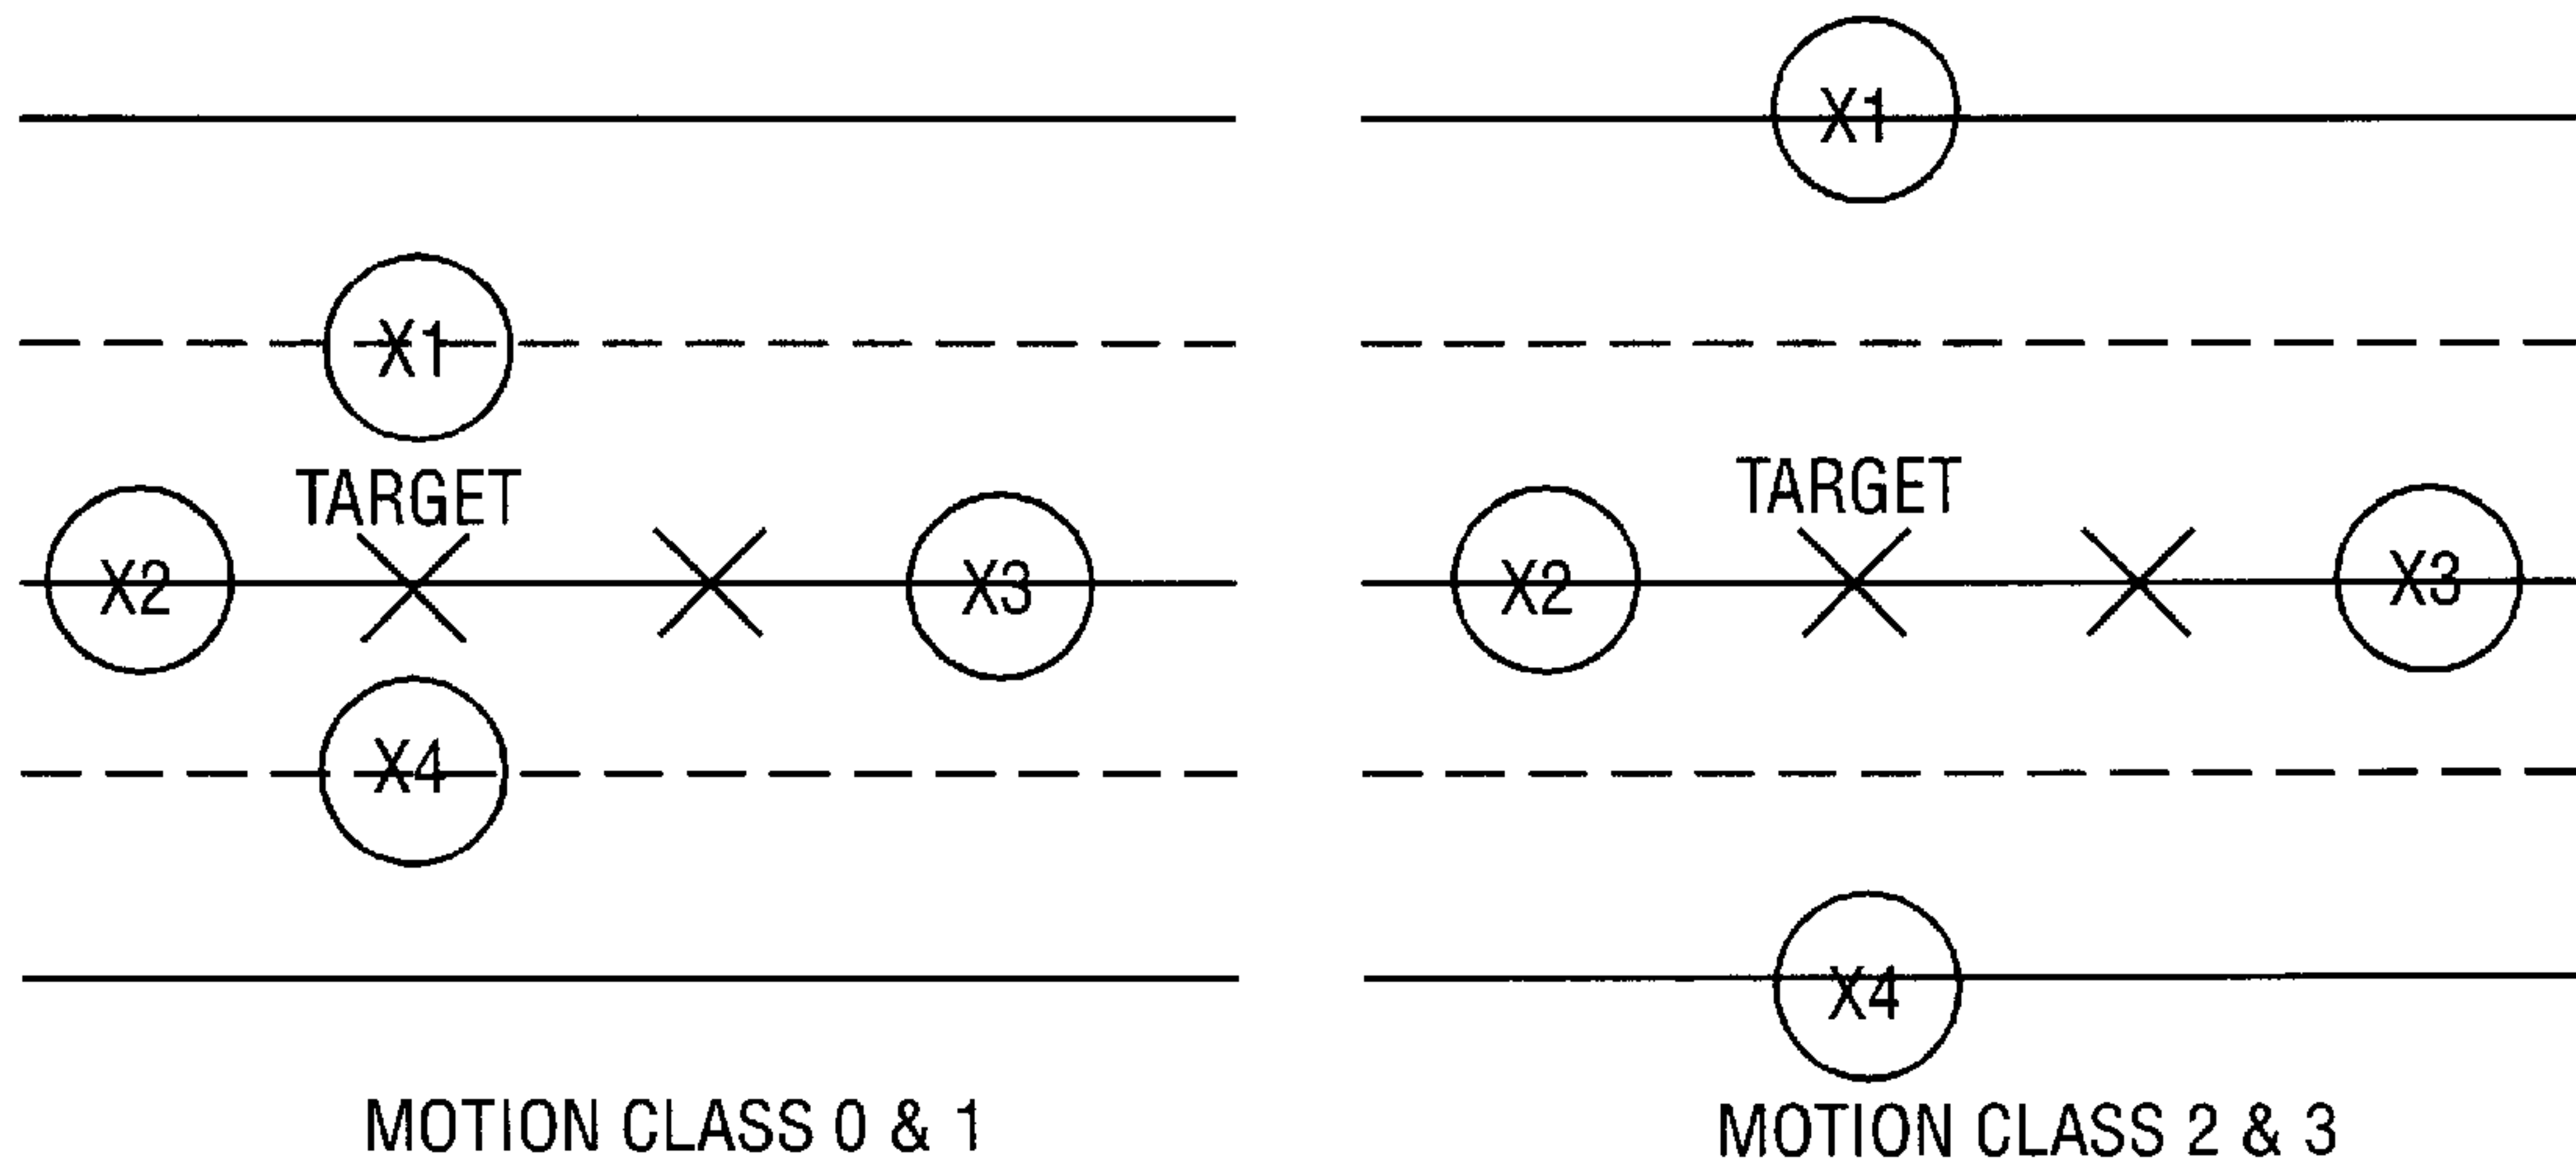 X1
TARGET
X2
X3
X4
MOTION CLASS 0 & 1
X1
TARGET
X2
X3
X4
MOTION CLASS 2 & 3